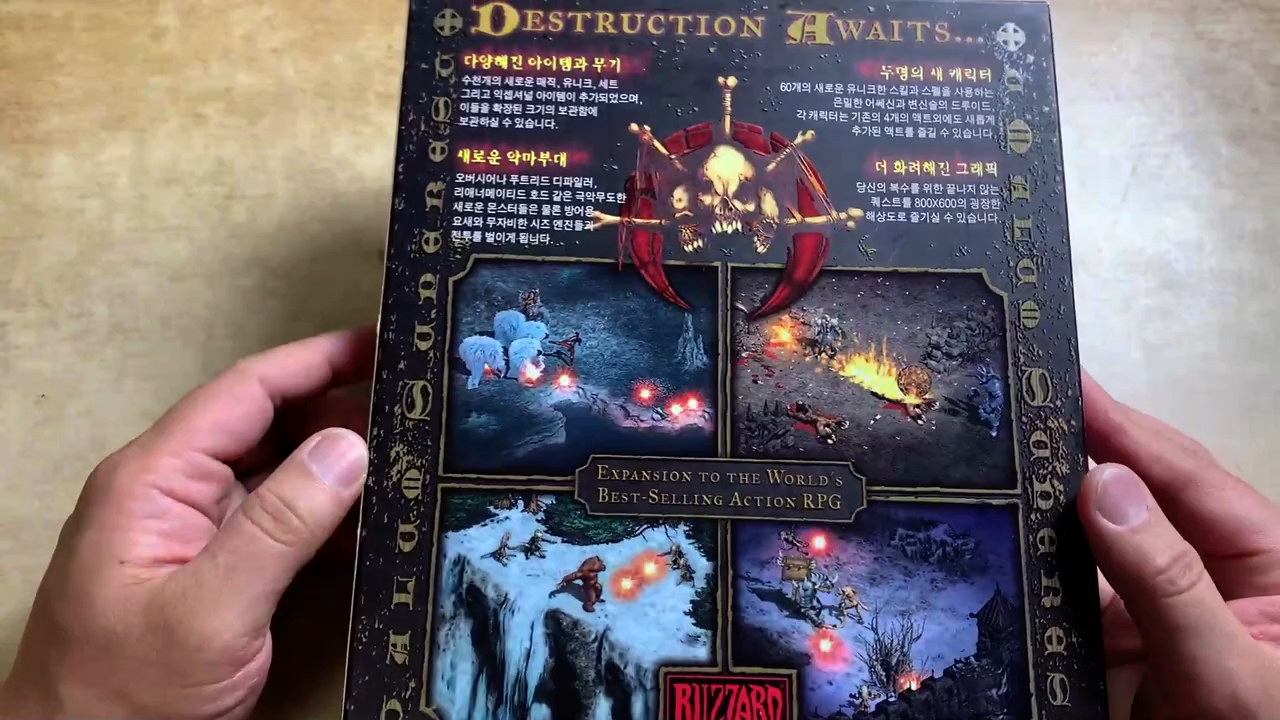 DESTRUCTION AWAITS...
다양해진 아이템과 무기
수천개의 새로운 매직, 유니크, 세트
그리고 익셉셔널 아이템이 추가되었으며,
이들을 확장된 크기의 보관함에
보관하실 수 있습니다.
새로운 악마부대
오버시어나 푸트리드 디파일러,
리애너메이티드 호드 같은 극악무도한
새로운 몬스터들은 물론 방어용
요새와 무자비한 시즈 엔진들과
전투를 벌이게 됩니다.
두명의 새 캐릭터
60개의 새로운 유니크한 스킬과 스펠을 사용하는
은밀한 어쌔신과 변신술의 드루이드,
각 캐릭터는 기존의 4개의 액트외에도 새롭게
추가된 액트를 즐길 수 있습니다.
더 화려해진 그래픽
당신의 복수를 위한 끝나지 않는
퀘스트를 800X600의 굉장한
해상도로 즐기실 수 있습니다.
EXPANSION TO THE WORLD'S
BEST-SELLING ACTION RPG
BLIZZARD